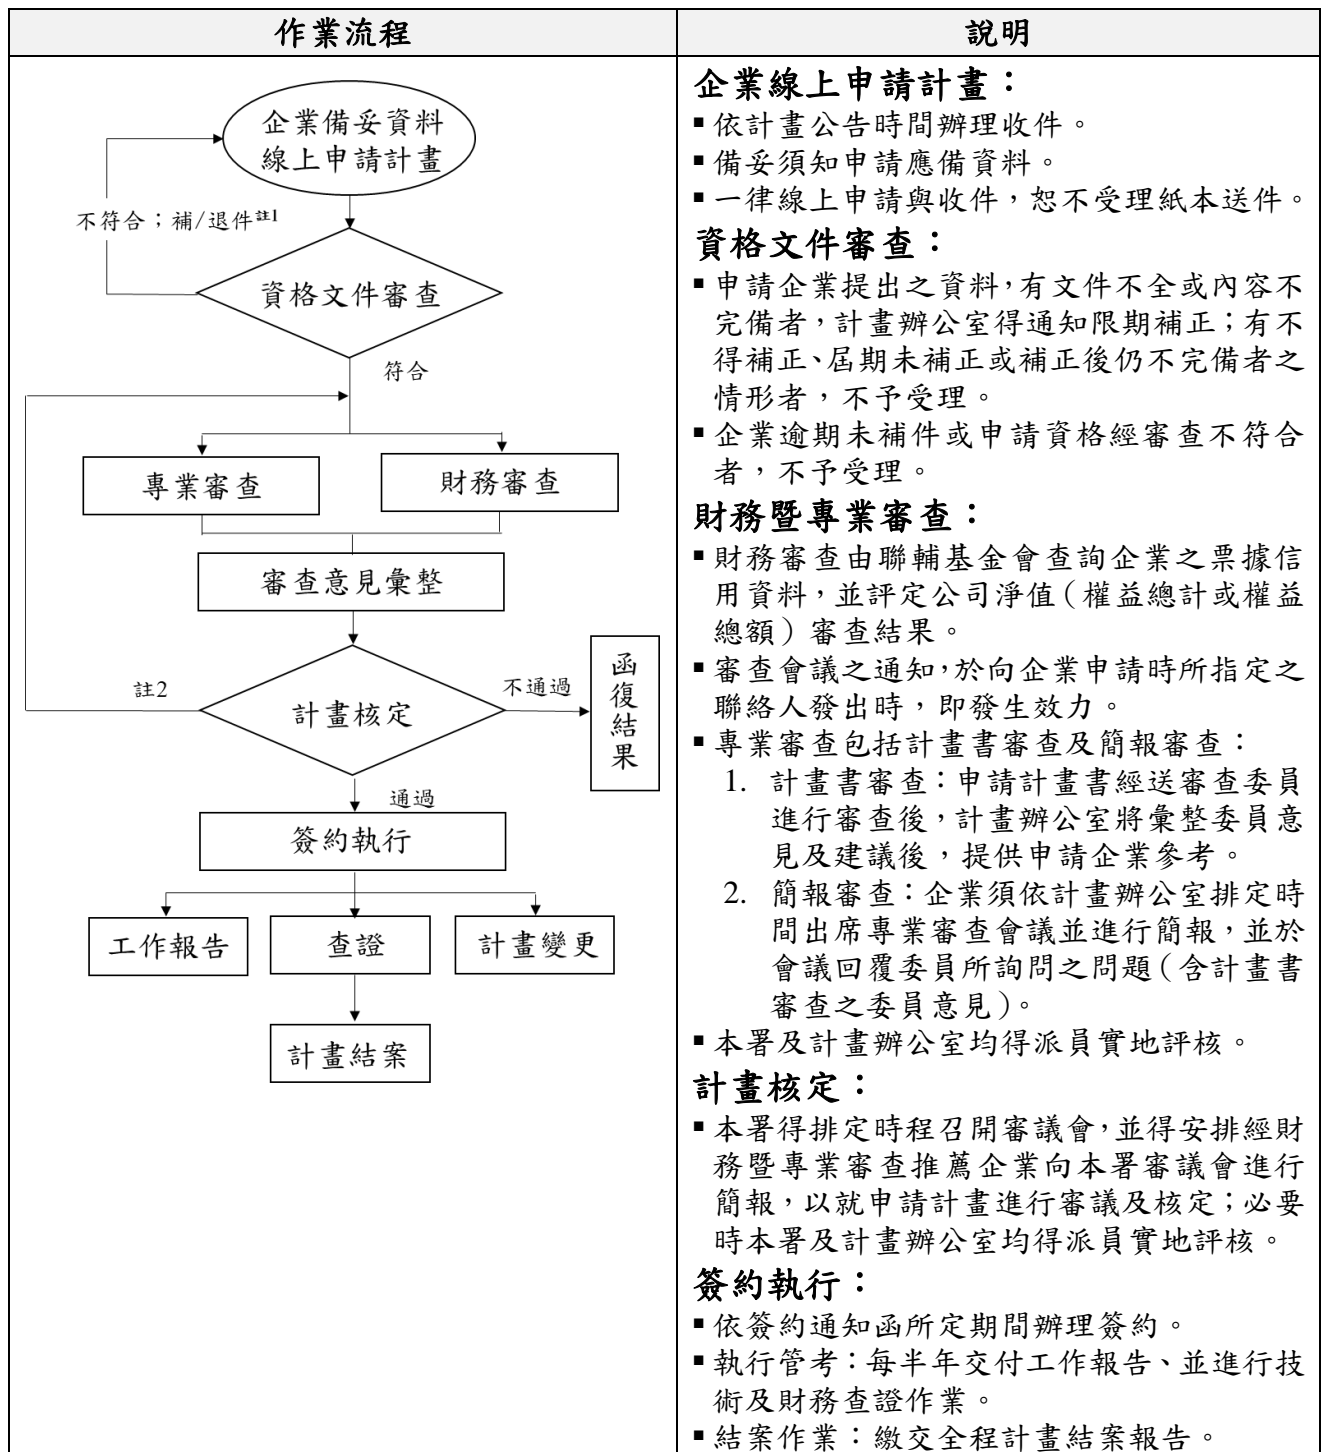 作業流程
說明
企業備妥資料
線上申請計畫
不符合；補/退件註1
資格文件審查
符合
專業審查
財務審查
審查意見彙整
註2
計畫核定
不通過
函復結果
通過
簽約執行
工作報告
查證
計畫變更
計畫結案
企業線上申請計畫：
▪依計畫公告時間辦理收件。
▪備妥須知申請應備資料。
▪一律線上申請與收件，恕不受理紙本送件。
資格文件審查：
▪申請企業提出之資料，有文件不全或內容不
完備者，計畫辦公室得通知限期補正；有不
得補正、屆期未補正或補正後仍不完備者之
情形者，不予受理。
▪企業逾期未補件或申請資格經審查不符合
者，不予受理。
財務暨專業審查：
▪財務審查由聯輔基金會查詢企業之票據信
用資料，並評定公司淨值（權益總計或權益
總額）審查結果。
▪審查會議之通知，於向企業申請時所指定之
聯絡人發出時，即發生效力。
▪專業審查包括計畫書審查及簡報審查：
1. 計畫書審查：申請計畫書經送審查委員
進行審查後，計畫辦公室將彙整委員意
見及建議後，提供申請企業參考。
2. 簡報審查：企業須依計畫辦公室排定時
間出席專業審查會議並進行簡報，並於
會議回覆委員所詢問之問題（含計畫書
審查之委員意見）。
▪本署及計畫辦公室均得派員實地評核。
計畫核定：
▪本署得排定時程召開審議會，並得安排經財
務暨專業審查推薦企業向本署審議會進行
簡報，以就申請計畫進行審議及核定；必要
時本署及計畫辦公室均得派員實地評核。
簽約執行：
▪依簽約通知函所定期間辦理簽約。
▪執行管考：每半年交付工作報告、並進行技
術及財務查證作業。
▪結案作業：繳交全程計畫結案報告。